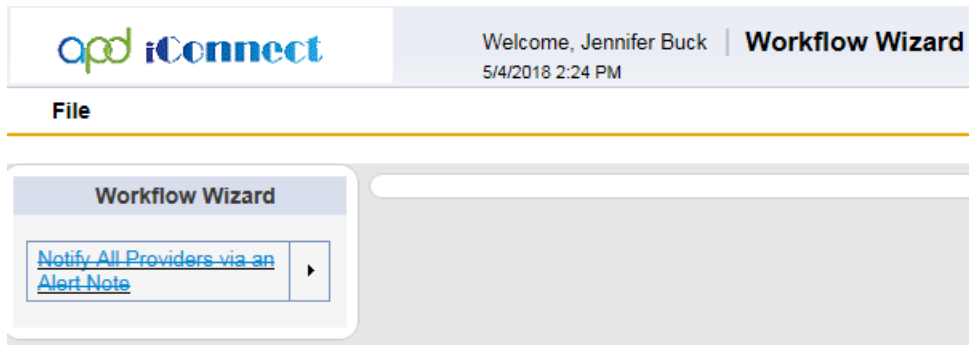 apd iConnect
Welcome, Jennifer Buck | Workflow Wizard
5/4/2018 2:24 PM
File
Workflow Wizard
Notify All Providers via an
Alert Note